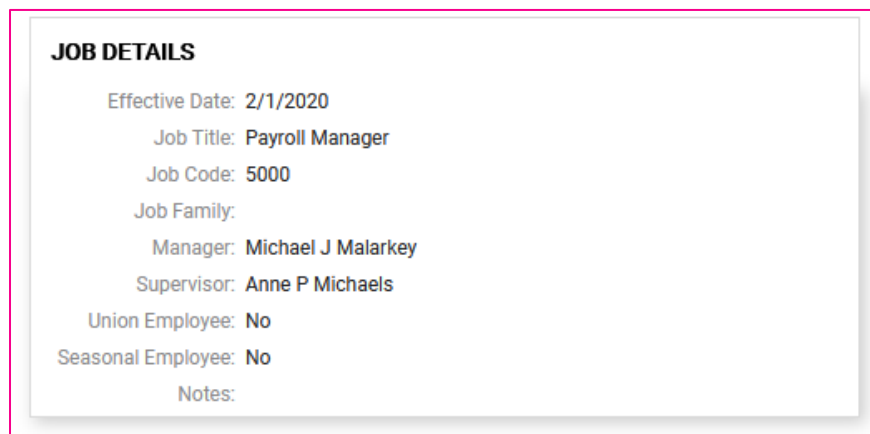 JOB DETAILS
Effective Date: 2/1/2020
Job Title: Payroll Manager
Job Code: 5000
Job Family:
Manager: Michael J Malarkey
Supervisor: Anne P Michaels
Union Employee: No
Seasonal Employee: No
Notes: